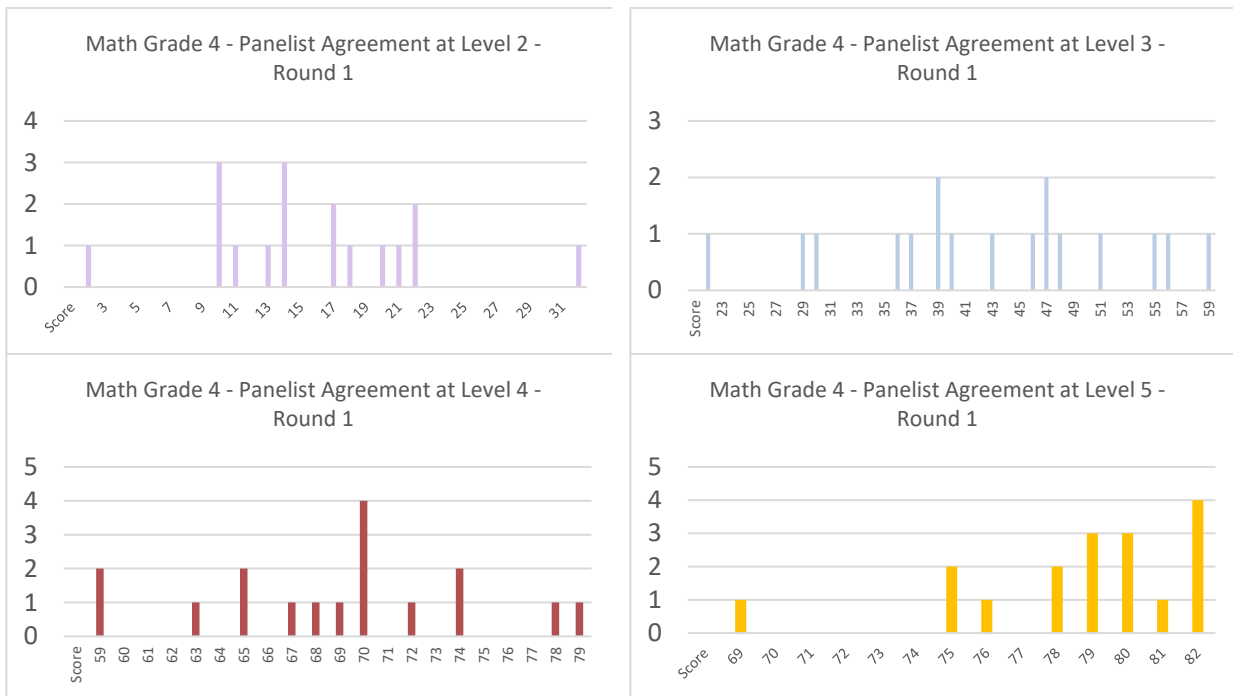 Math Grade 4 - Panelist Agreement at Level 2 -
Round 1
4
3
2
1
0
Score 3 5 7 9 11 13 15 17 19 21 23 25 27 29 31
Math Grade 4 - Panelist Agreement at Level 3 -
Round 1
3
2
1
0
Score 23 25 27 29 31 33 35 37 39 41 43 45 47 49 51 53 55 57 59
Math Grade 4 - Panelist Agreement at Level 4 -
Round 1
5
4
3
2
1
0
Score 59 60 61 62 63 64 65 66 67 68 69 70 71 72 73 74 75 76 77 78 79
Math Grade 4 - Panelist Agreement at Level 5 -
Round 1
5
4
3
2
1
0
Score 69 70 71 72 73 74 75 76 77 78 79 80 81 82